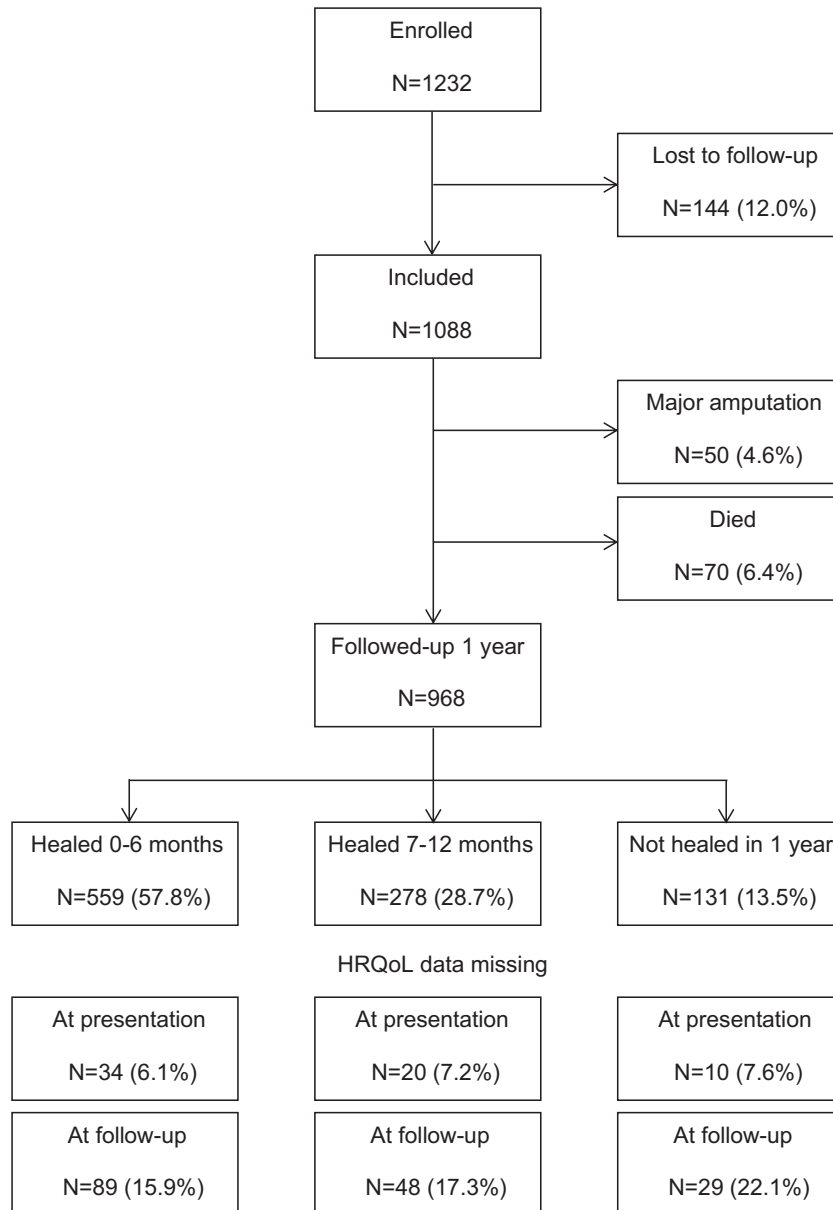 Enrolled
N=1232
Lost to follow-up
N=144 (12.0%)
Included
N=1088
Major amputation
N=50 (4.6%)
Died
N=70 (6.4%)
Followed-up 1 year
N=968
Healed 0-6 months
N=559 (57.8%)
Healed 7-12 months
N=278 (28.7%)
Not healed in 1 year
N=131 (13.5%)
HRQoL data missing
At presentation
N=34 (6.1%)
At presentation
N=20 (7.2%)
At presentation
N=10 (7.6%)
At follow-up
N=89 (15.9%)
At follow-up
N=48 (17.3%)
At follow-up
N=29 (22.1%)